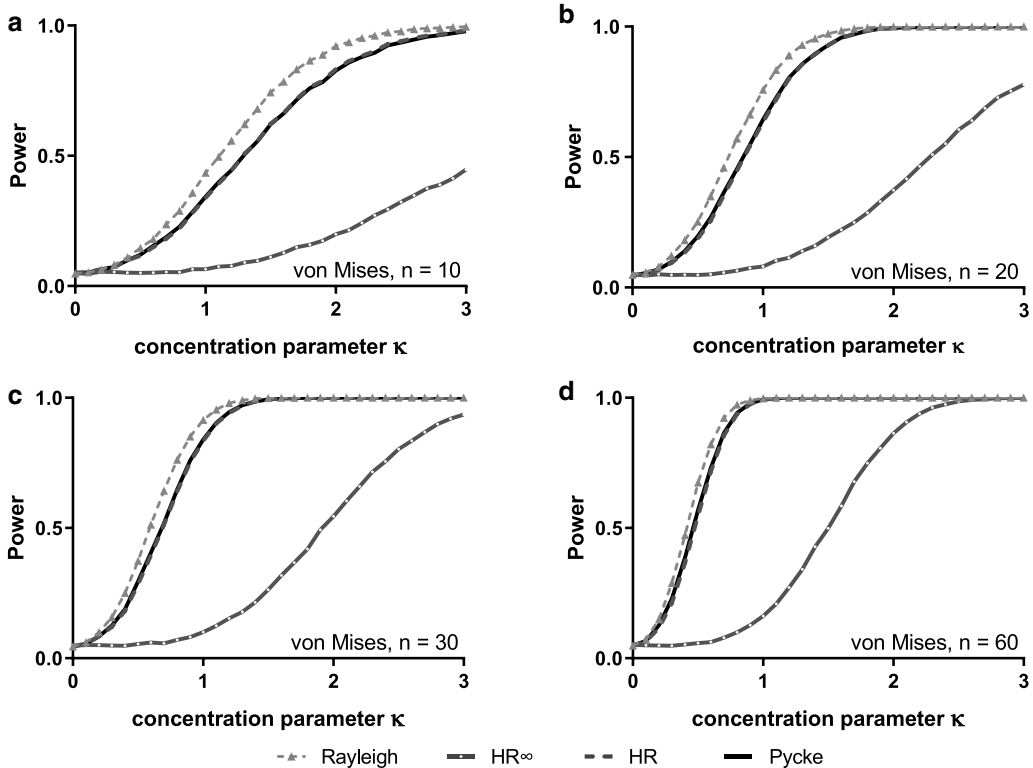 a
1.0
0.5
0.0
Power
0 1 2 3
von Mises, n = 10
concentration parameter κ
b
1.0
0.5
0.0
Power
0 1 2 3
von Mises, n = 20
concentration parameter κ
c
1.0
0.5
0.0
Power
0 1 2 3
von Mises, n = 30
concentration parameter κ
d
1.0
0.5
0.0
Power
0 1 2 3
von Mises, n = 60
concentration parameter κ
Rayleigh HR∞ HR Pycke